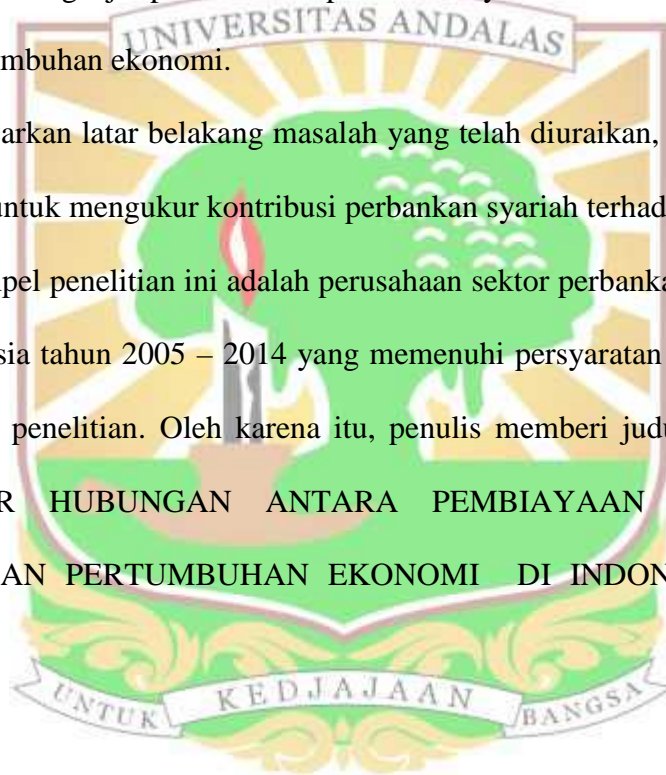 UNIVERSITAS ANDALAS
mbuhan ekonomi.
arkan latar belakang masalah yang telah diuraikan,
untuk mengukur kontribusi perbankan syariah terhad
pel penelitian ini adalah perusahaan sektor perbanka
sia tahun 2005 – 2014 yang memenuhi persyaratan
penelitian. Oleh karena itu, penulis memberi judu
R HUBUNGAN ANTARA PEMBIAYAAN
AN PERTUMBUHAN EKONOMI DI INDON
UNTUK KEDJAJAAN BANGSA